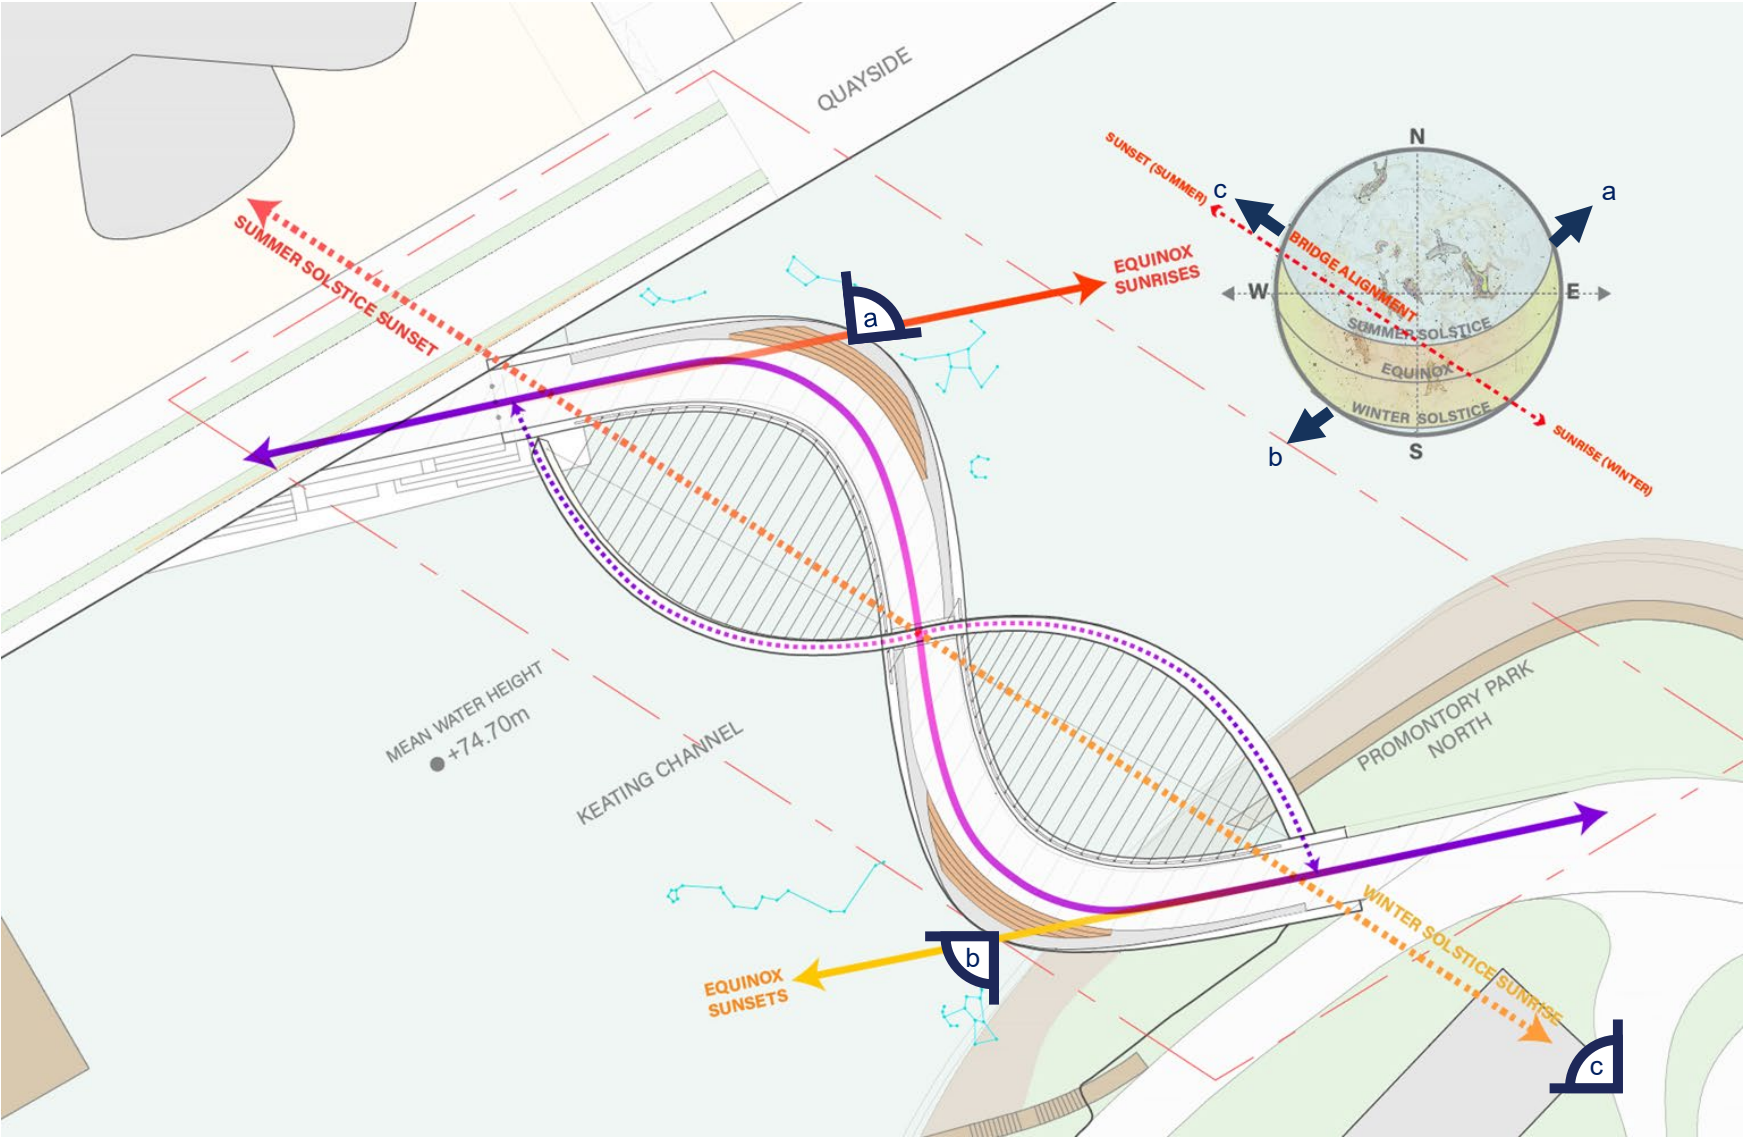 QUAYSIDE
N
SUNSET (SUMMER)
c
a
BRIDGE ALIGNMENT
W
E
SUMMER SOLSTICE
EQUINOX
WINTER SOLSTICE
S
b
SUNRISE (WINTER)
SUMMER SOLSTICE SUNSET
EQUINOX
SUNRISES
a
MEAN WATER HEIGHT
+74.70m
KEATING CHANNEL
PROMONTORY PARK
NORTH
WINTER SOLSTICE SUNRISE
b
EQUINOX
SUNSETS
c